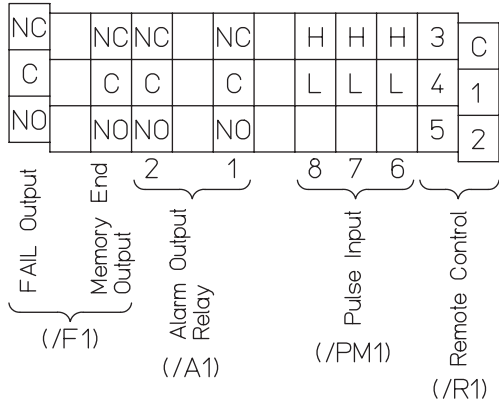 NC NC NC NC H H H 3 C
C C C C L L L 4 1
NO NO NO NO 5 2
2 1 8 7 6
FAIL Output
Memory End
Output
(/F1)
Alarm Output
Relay
(/A1)
Pulse Input
(/PM1)
Remote Control
(/R1)